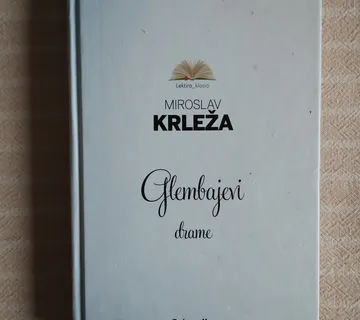 Lektira_klasici
MIROSLAV
KRLEŽA
Glembajevi
drame